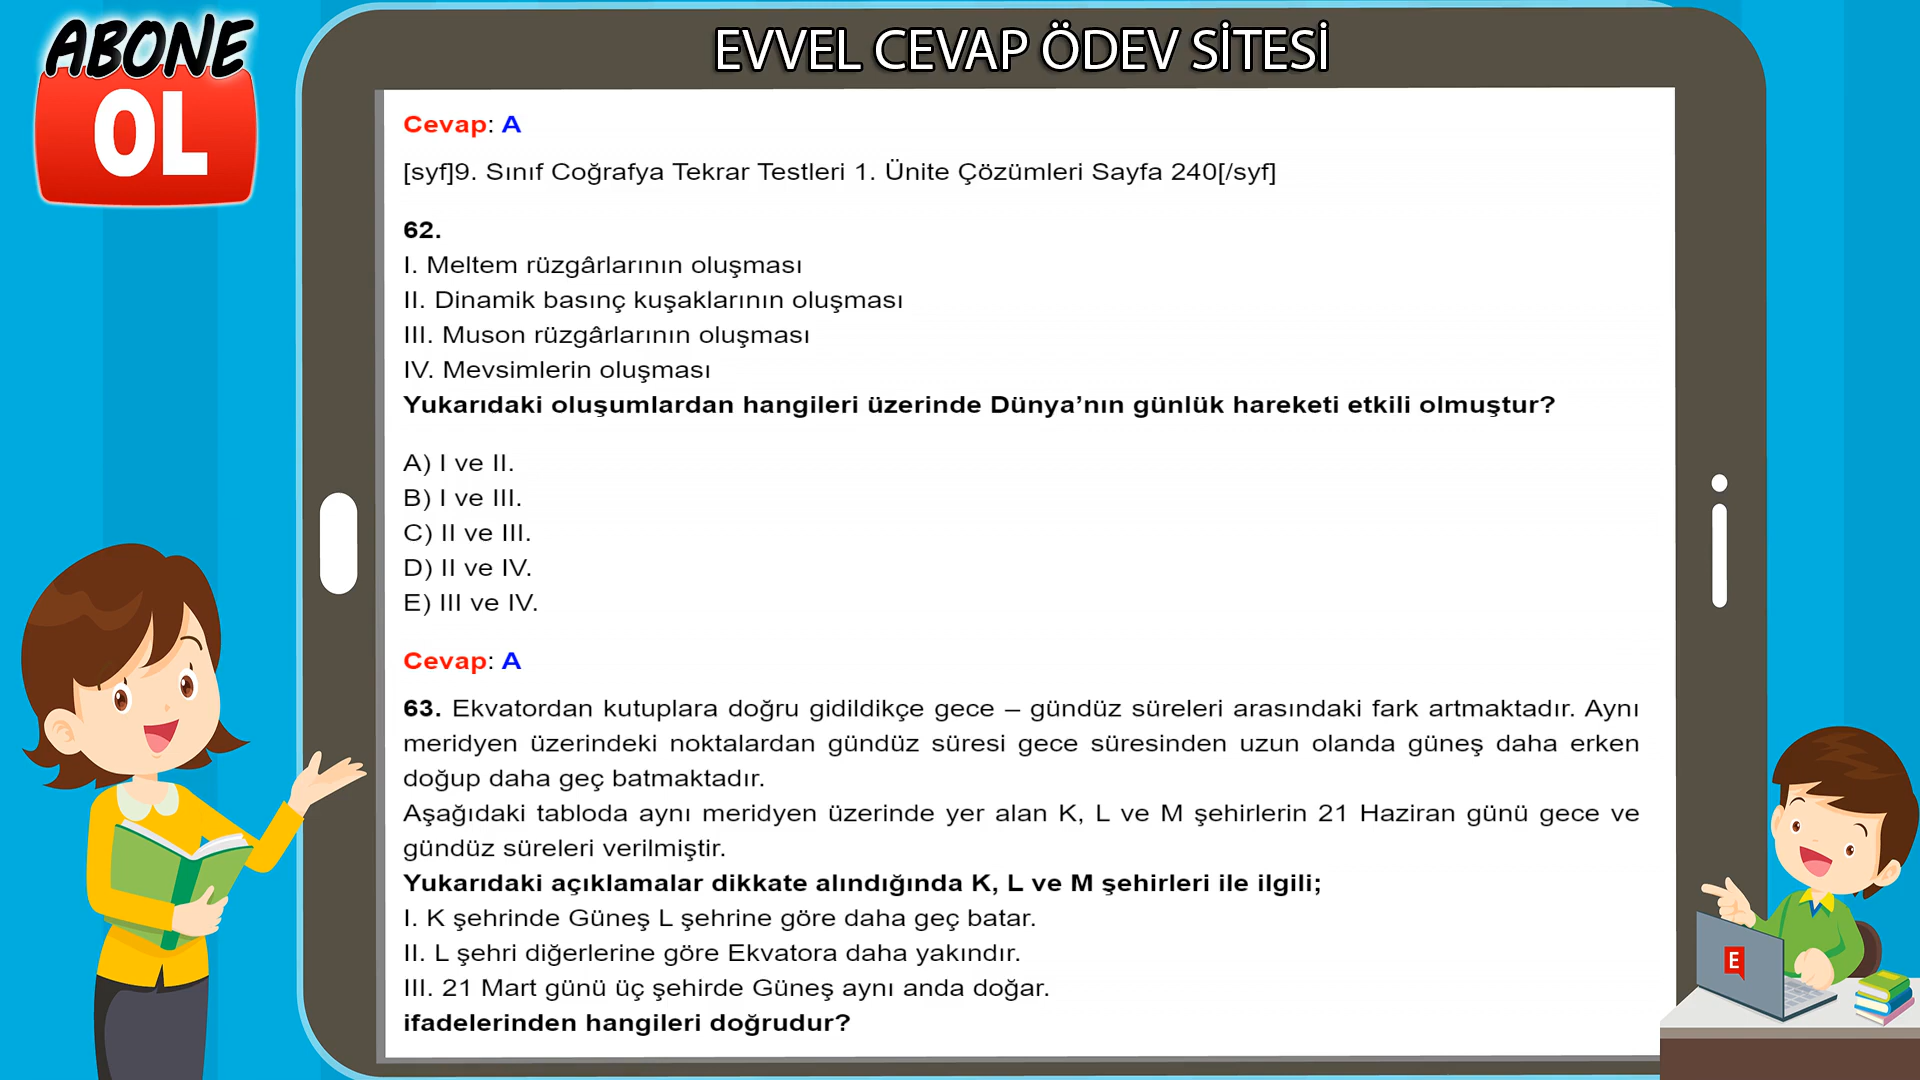 ABONE
OL
EVVEL CEVAP ÖDEV SİTESİ
Cevap: A
[syf]9. Sınıf Coğrafya Tekrar Testleri 1. Ünite Çözümleri Sayfa 240[/syf]
62.
I. Meltem rüzgârlarının oluşması
II. Dinamik basınç kuşaklarının oluşması
III. Muson rüzgârlarının oluşması
IV. Mevsimlerin oluşması
Yukarıdaki oluşumlardan hangileri üzerinde Dünya’nın günlük hareketi etkili olmuştur?
A) I ve II.
B) I ve III.
C) II ve III.
D) II ve IV.
E) III ve IV.
Cevap: A
63. Ekvatordan kutuplara doğru gidildikçe gece – gündüz süreleri arasındaki fark artmaktadır. Aynı
meridyen üzerindeki noktalardan gündüz süresi gece süresinden uzun olanda güneş daha erken
doğup daha geç batmaktadır.
Aşağıdaki tabloda aynı meridyen üzerinde yer alan K, L ve M şehirlerin 21 Haziran günü gece ve
gündüz süreleri verilmiştir.
Yukarıdaki açıklamalar dikkate alındığında K, L ve M şehirleri ile ilgili;
I. K şehrinde Güneş L şehrine göre daha geç batar.
II. L şehri diğerlerine göre Ekvatora daha yakındır.
III. 21 Mart günü üç şehirde Güneş aynı anda doğar.
ifadelerinden hangileri doğrudur?
E